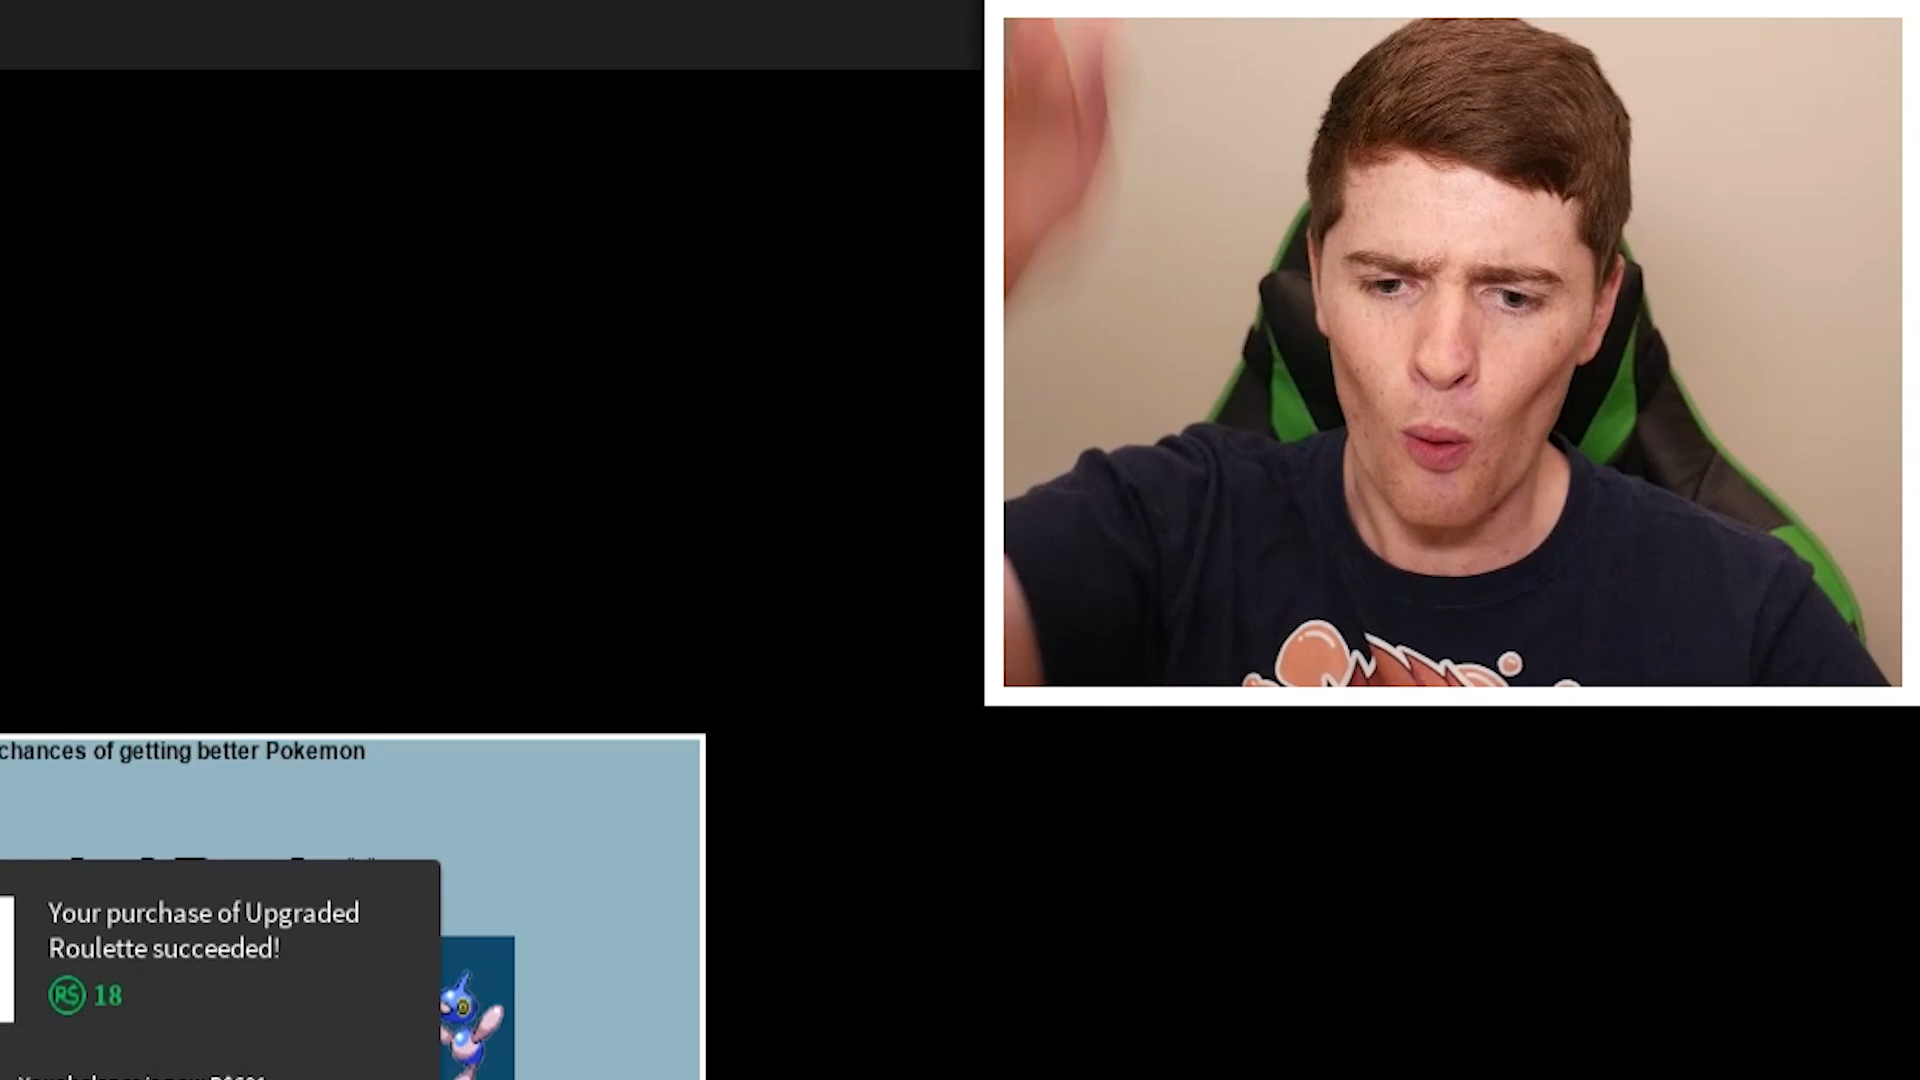 chances of getting better Pokemon
Your purchase of Upgraded
Roulette succeeded!
R$ 18